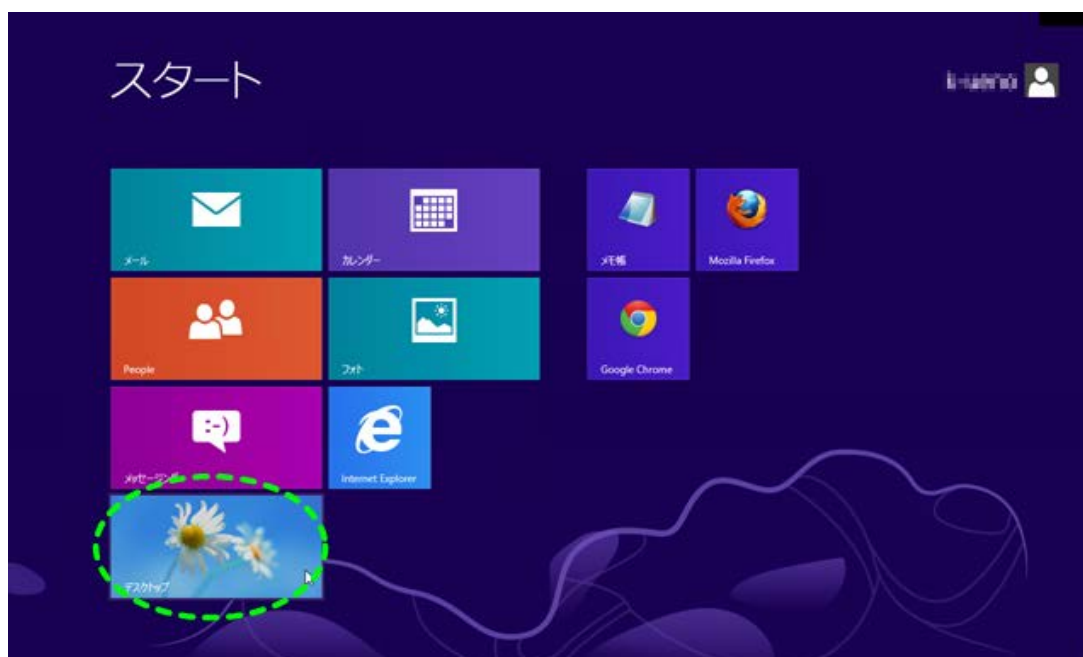 スタート
メール
カレンダー
メモ帳
Mozilla Firefox
People
フォト
Google Chrome
メッセージング
Internet Explorer
デスクトップ